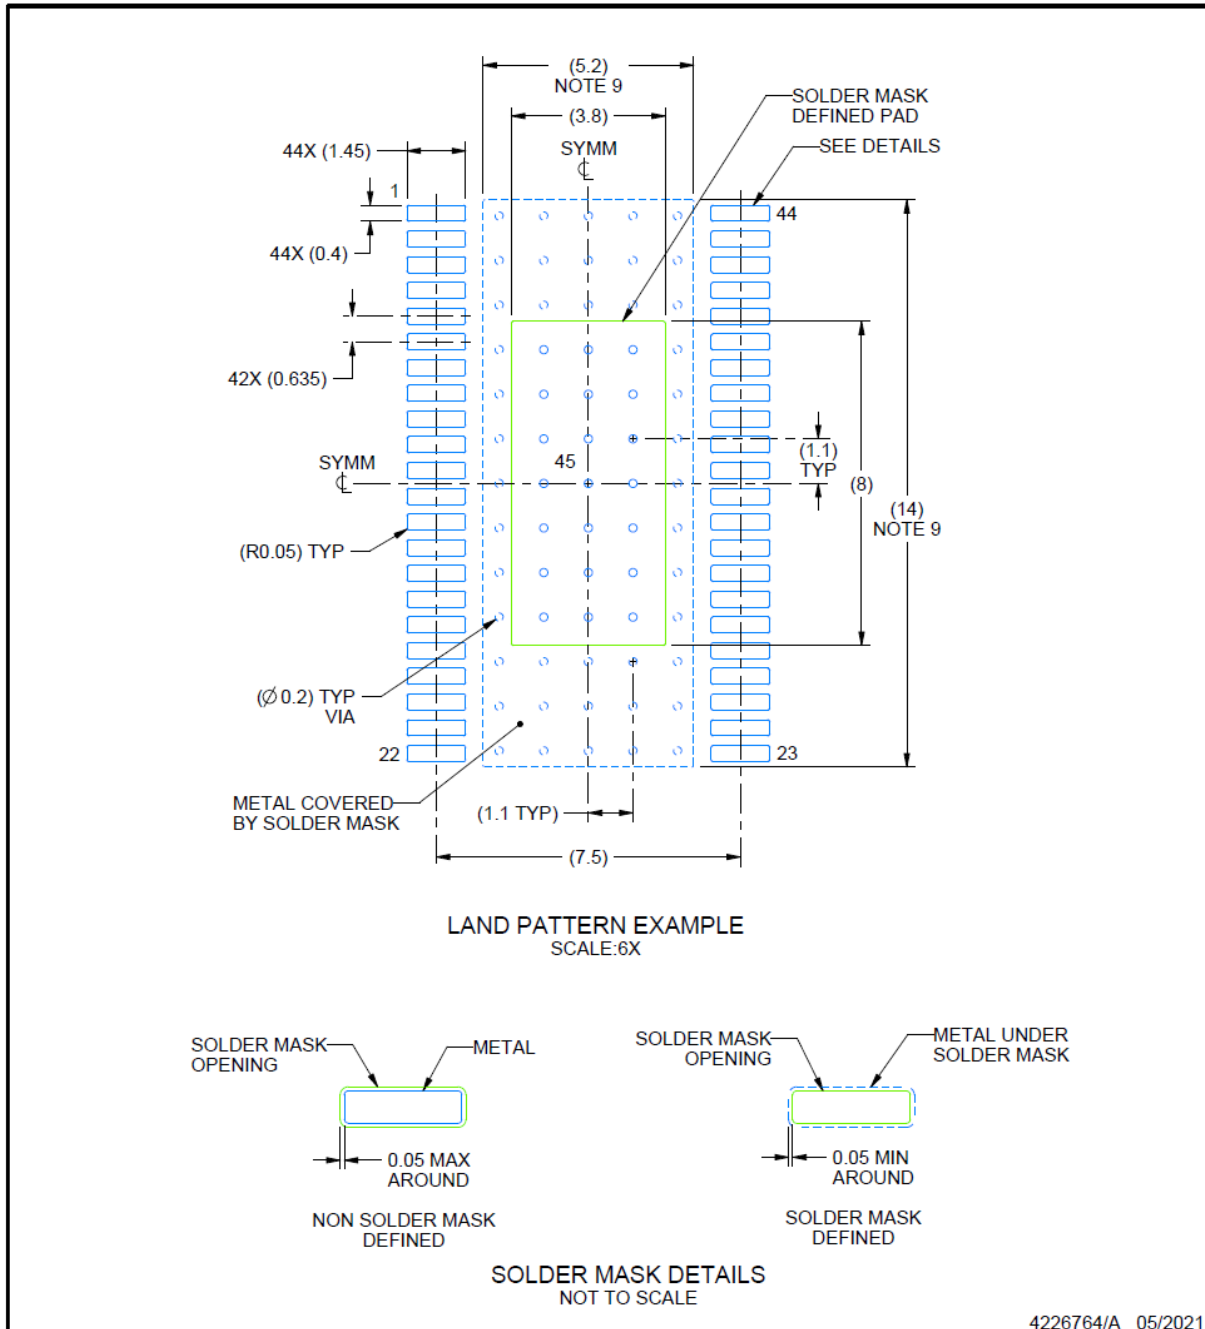 (5.2)
NOTE 9
SOLDER MASK
DEFINED PAD
(3.8)
44X (1.45)
SYMM
℄
SEE DETAILS
1
44
44X (0.4)
42X (0.635)
SYMM
℄
45
(1.1)
TYP
(8)
(14)
NOTE 9
(R0.05) TYP
(Ø0.2) TYP
VIA
22
23
METAL COVERED
BY SOLDER MASK
(1.1 TYP)
(7.5)
LAND PATTERN EXAMPLE
SCALE:6X
SOLDER MASK
OPENING
METAL
SOLDER MASK
OPENING
METAL UNDER
SOLDER MASK
0.05 MAX
AROUND
0.05 MIN
AROUND
NON SOLDER MASK
DEFINED
SOLDER MASK
DEFINED
SOLDER MASK DETAILS
NOT TO SCALE
4226764/A 05/2021